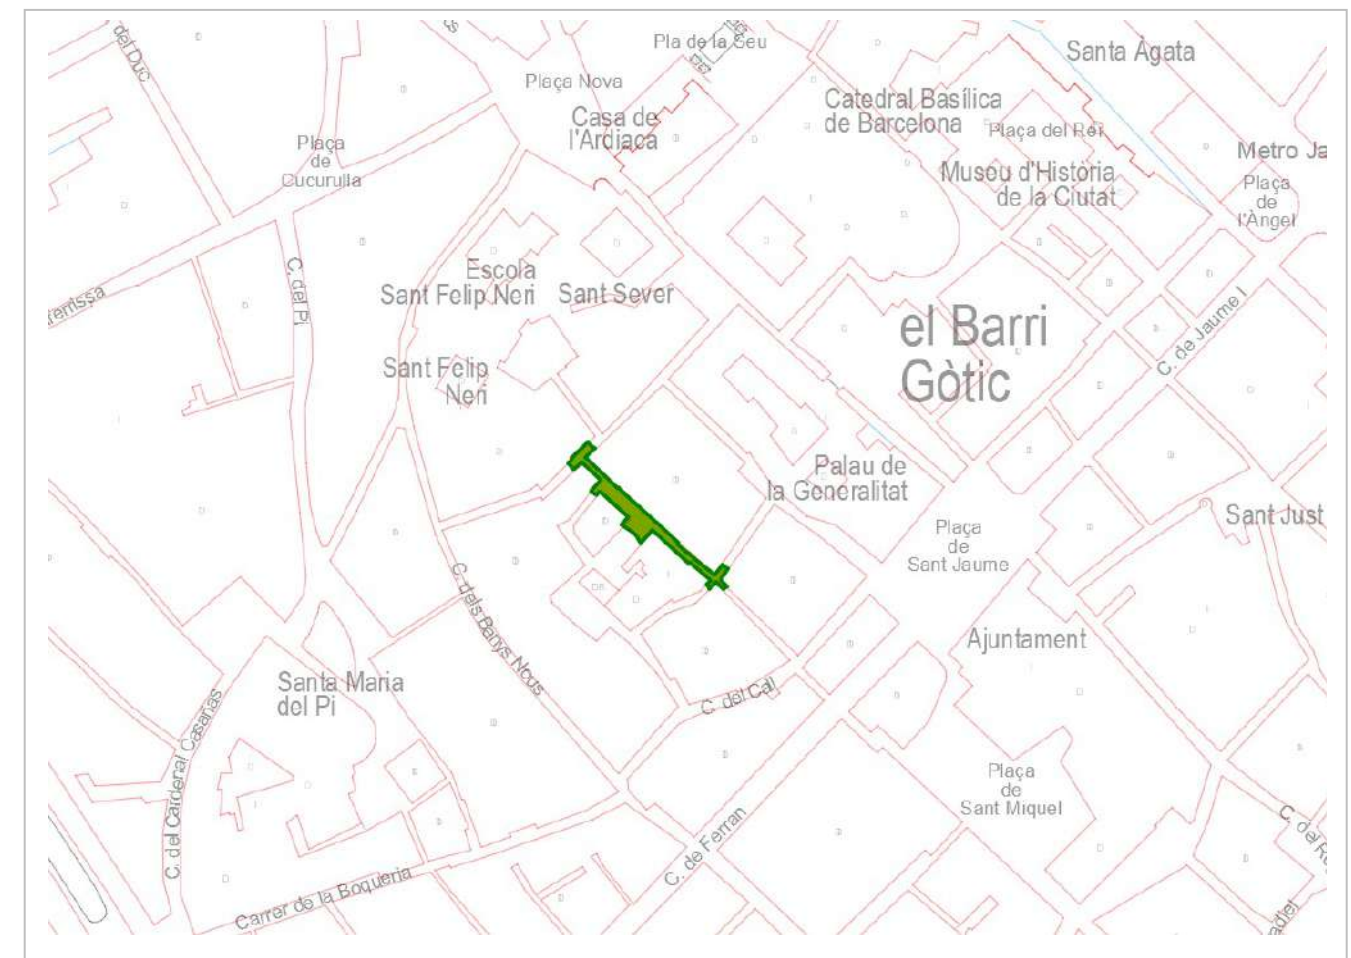 del Duc
Pla de la Seu
Santa Àgata
Plaça Nova
Catedral Basílica
de Barcelona
Casa de
l'Ardiaca
Plaça del Rei
Plaça
de
Cucurulla
Metro Ja
Museu d'Història
de la Ciutat
Plaça
de
l'Àngel
Escola
Sant Felip Neri
Sant Sever
C. del Pi
el Barri
Gòtic
C. de Jaume I
Sant Felip
Neri
Palau de
la Generalitat
Sant Just
Plaça
de
Sant Jaume
C. dels Banys Nous
Ajuntament
Santa Maria
del Pi
C. del Call
C. del Cardenal Casañas
Plaça
de
Sant Miquel
C. de Ferran
Carrer de la Boqueria